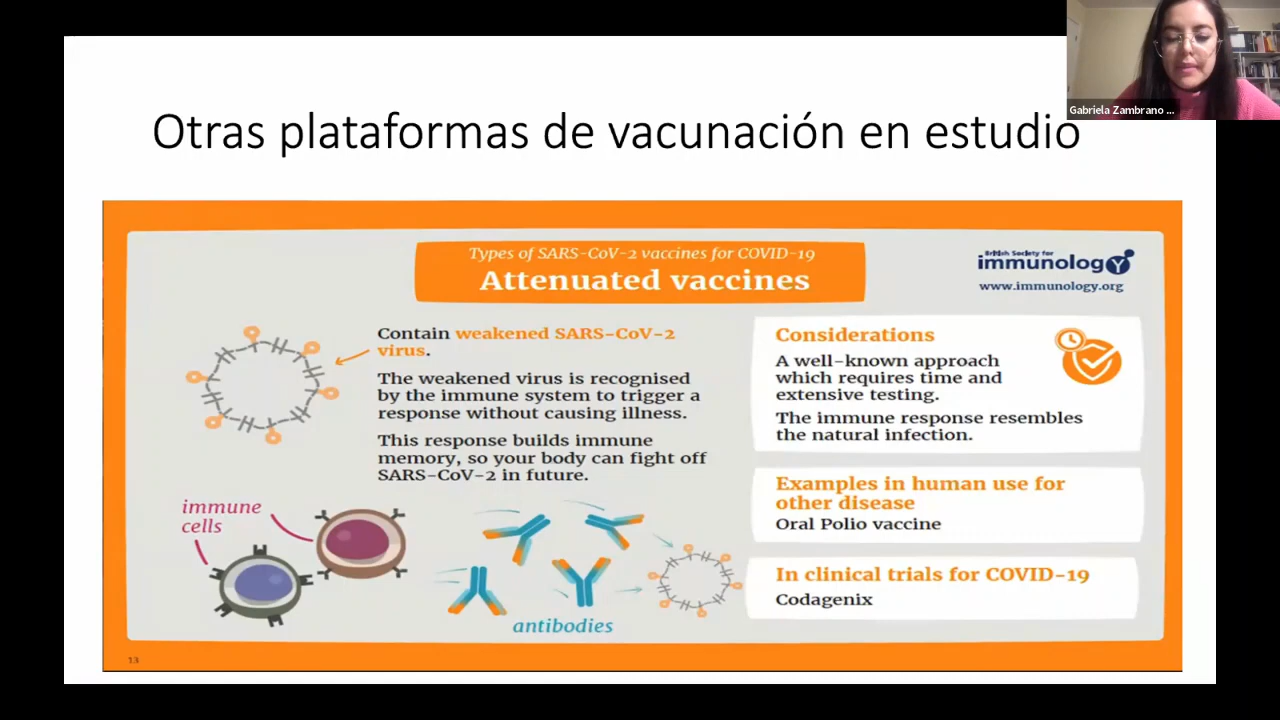 Gabriela Zambrano ...
Otras plataformas de vacunación en estudio
Types of SARS-CoV-2 vaccines for COVID-19
Attenuated vaccines
British Society for
immunology
www.immunology.org
Contain weakened SARS-CoV-2
virus.
The weakened virus is recognised
by the immune system to trigger a
response without causing illness.
This response builds immune
memory, so your body can fight off
SARS-CoV-2 in future.
immune
cells
antibodies
Considerations
A well-known approach
which requires time and
extensive testing.
The immune response resembles
the natural infection.
Examples in human use for
other disease
Oral Polio vaccine
In clinical trials for COVID-19
Codagenix
13